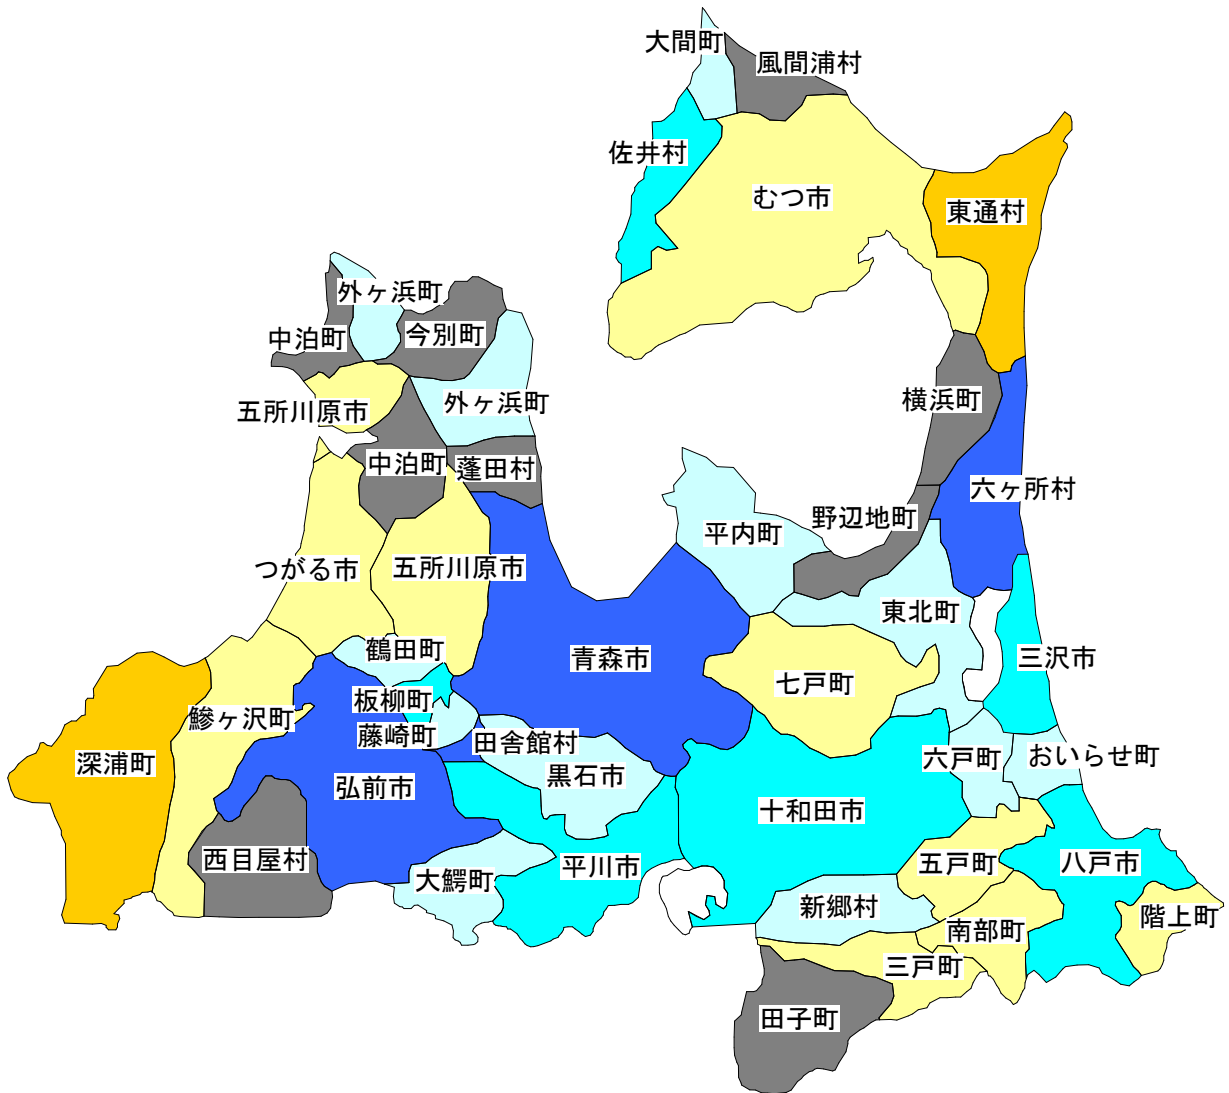 大間町
風間浦村
佐井村
むつ市
東通村
外ヶ浜町
中泊町
今別町
五所川原市
外ヶ浜町
横浜町
中泊町
蓬田村
六ヶ所村
野辺地町
平内町
つがる市
五所川原市
東北町
鶴田町
青森市
三沢市
七戸町
板柳町
鰺ヶ沢町
藤崎町
田舎館村
深浦町
六戸町
おいらせ町
黒石市
弘前市
十和田市
西目屋村
平川市
五戸町
八戸市
大鰐町
新郷村
階上町
南部町
三戸町
田子町